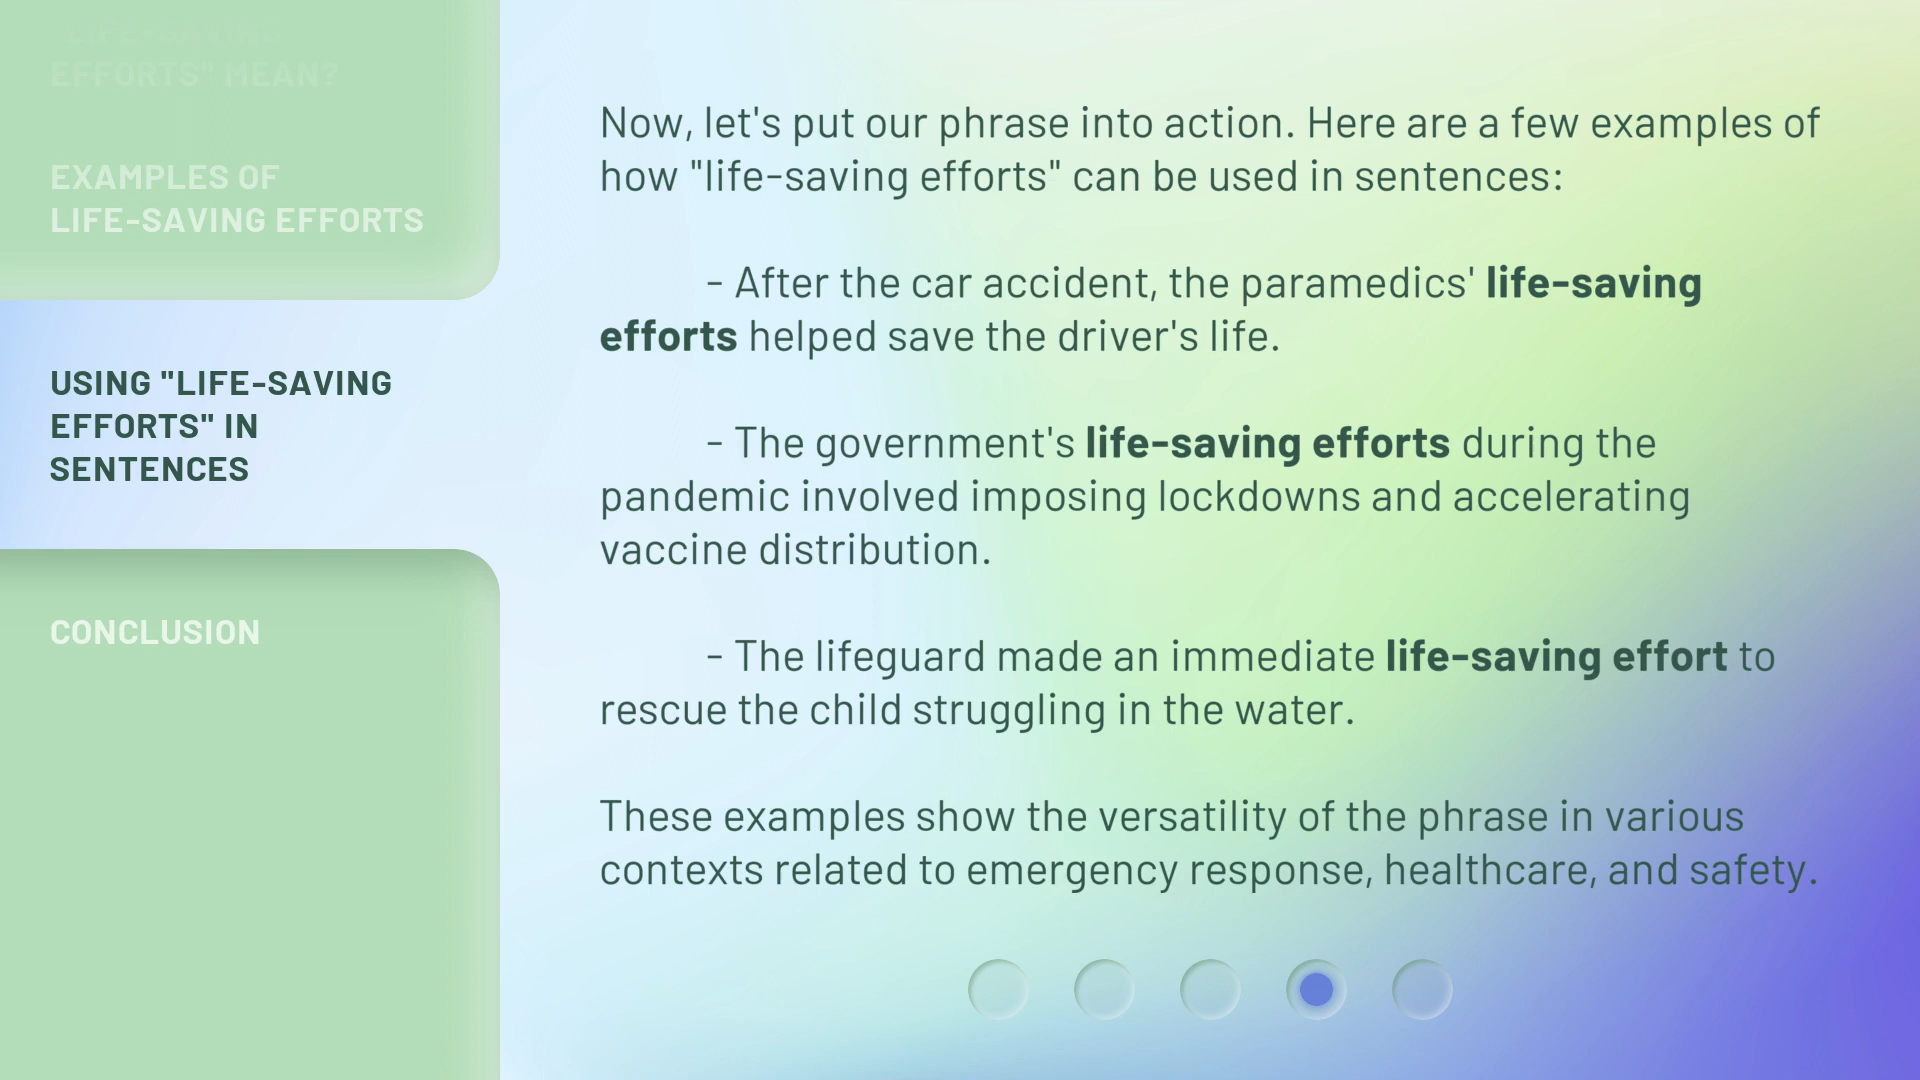 EFFORTS" MEAN?
EXAMPLES OF
LIFE-SAVING EFFORTS
USING "LIFE-SAVING
EFFORTS" IN
SENTENCES
CONCLUSION
Now, let's put our phrase into action. Here are a few examples of
how "life-saving efforts" can be used in sentences:
- After the car accident, the paramedics' life-saving
efforts helped save the driver's life.
- The government's life-saving efforts during the
pandemic involved imposing lockdowns and accelerating
vaccine distribution.
- The lifeguard made an immediate life-saving effort to
rescue the child struggling in the water.
These examples show the versatility of the phrase in various
contexts related to emergency response, healthcare, and safety.